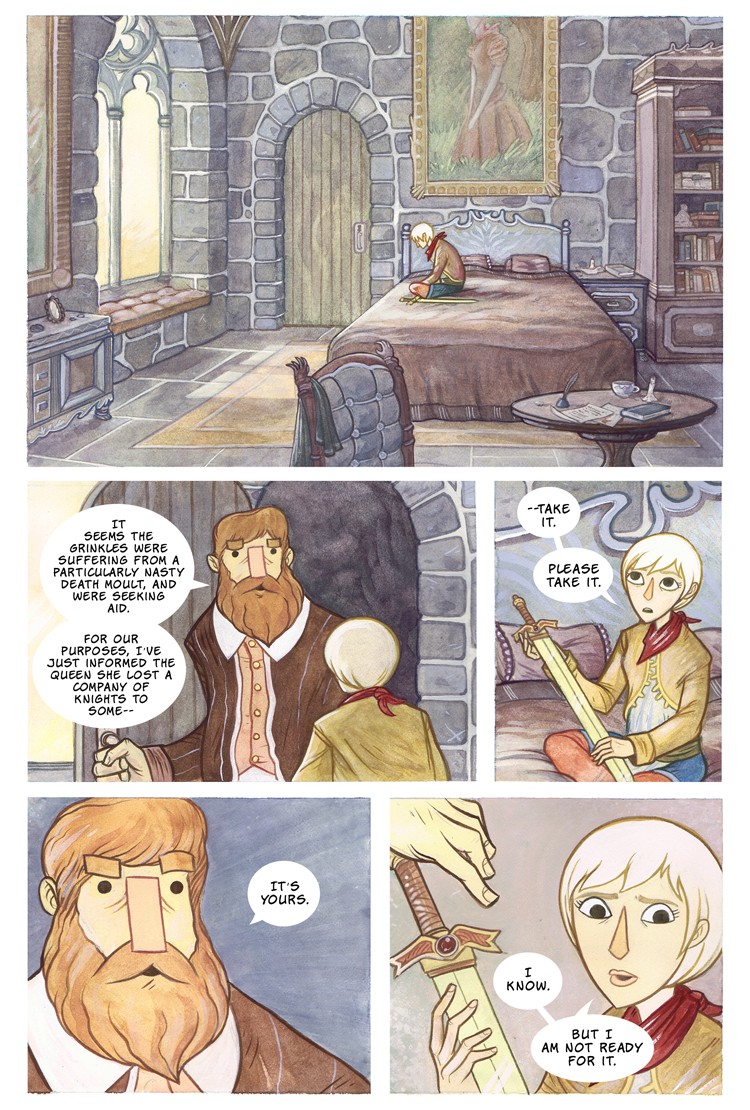 IT
SEEMS THE
GRINKLES WERE
SUFFERING FROM A
PARTICULARLY NASTY
DEATH MOULT, AND
WERE SEEKING
AID.
FOR OUR
PURPOSES, I'VE
JUST INFORMED THE
QUEEN SHE LOST A
COMPANY OF
KNIGHTS TO
SOME--
--TAKE
IT.
PLEASE
TAKE IT.
IT'S
YOURS.
I
KNOW.
BUT I
AM NOT READY
FOR IT.